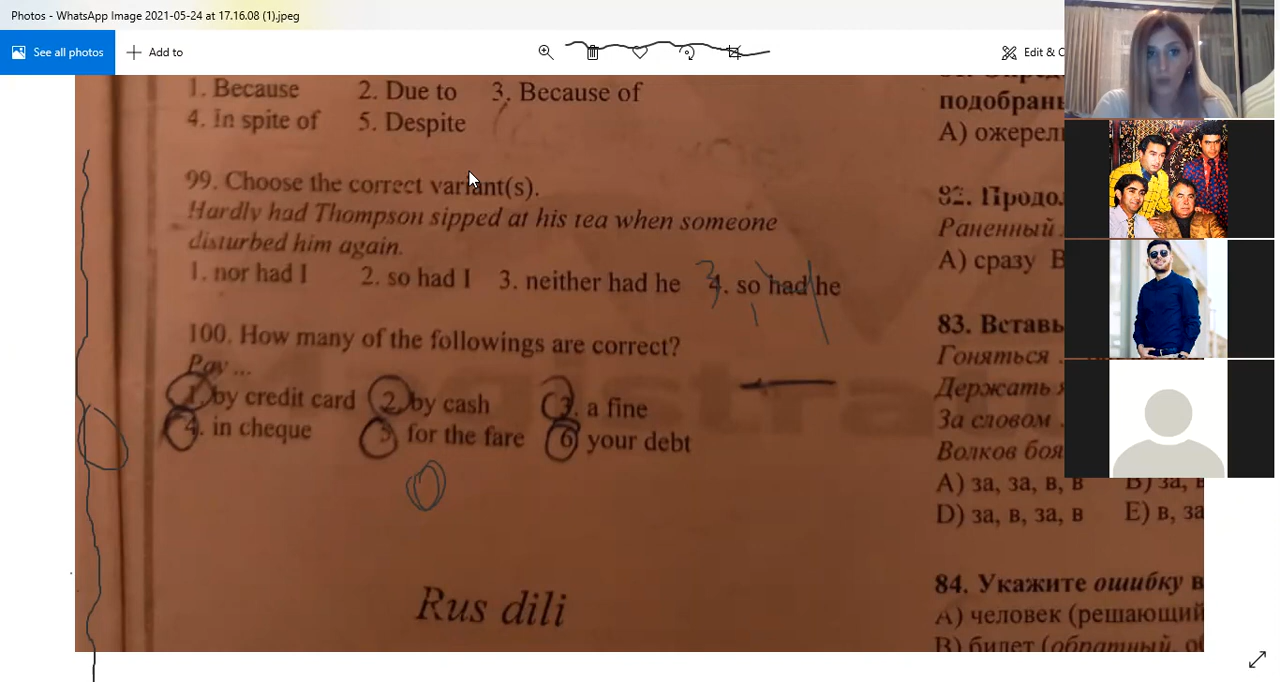 Photos - WhatsApp Image 2021-05-24 at 17.16.08 (1).jpeg
See all photos
Add to
Edit & C
1. Because 2. Due to 3. Because of
4. In spite of 5. Despite
99. Choose the correct variant(s).
Hardly had Thompson sipped at his tea when someone
disturbed him again.
1. nor had I 2. so had I 3. neither had he 4. so had he
100. How many of the followings are correct?
Pay ...
1. by credit card 2. by cash 3. a fine
4. in cheque 5. for the fare 6. your debt
Rus dili
подобраны
А) ожерел
82. Продол
Раненный
А) сразу В
83. Вставь
Гоняться .
Держать я
За словом .
Волков боя
А) за, за, в, в В) за, в
D) за, в, за, в E) в, за
84. Укажите ошибку в
А) человек (решающий
В) билет (обратный, об